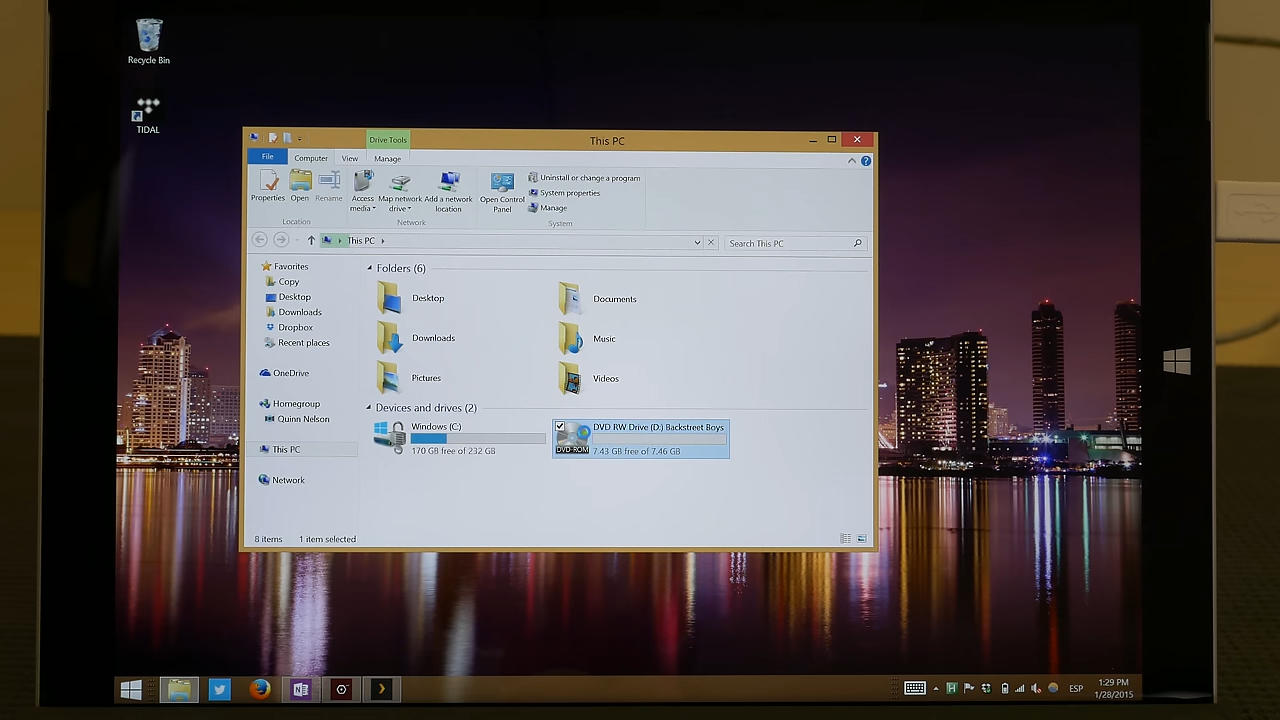 Recycle Bin
TIDAL
Drive Tools
This PC
File
Computer
View
Manage
Properties
Open
Rename
Access media
Map network drive
Add a network location
Open Control Panel
Uninstall or change a program
System properties
Manage
Location
Network
System
This PC
Search This PC
Favorites
Copy
Desktop
Downloads
Dropbox
Recent places
OneDrive
Homegroup
Quinn Nelson
This PC
Network
Folders (6)
Desktop
Documents
Downloads
Music
Pictures
Videos
Devices and drives (2)
Windows (C:)
170 GB free of 232 GB
DVD RW Drive (D:) Backstreet Boys
DVD-ROM
7.43 GB free of 7.46 GB
8 items
1 item selected
ESP
1:29 PM
1/28/2015